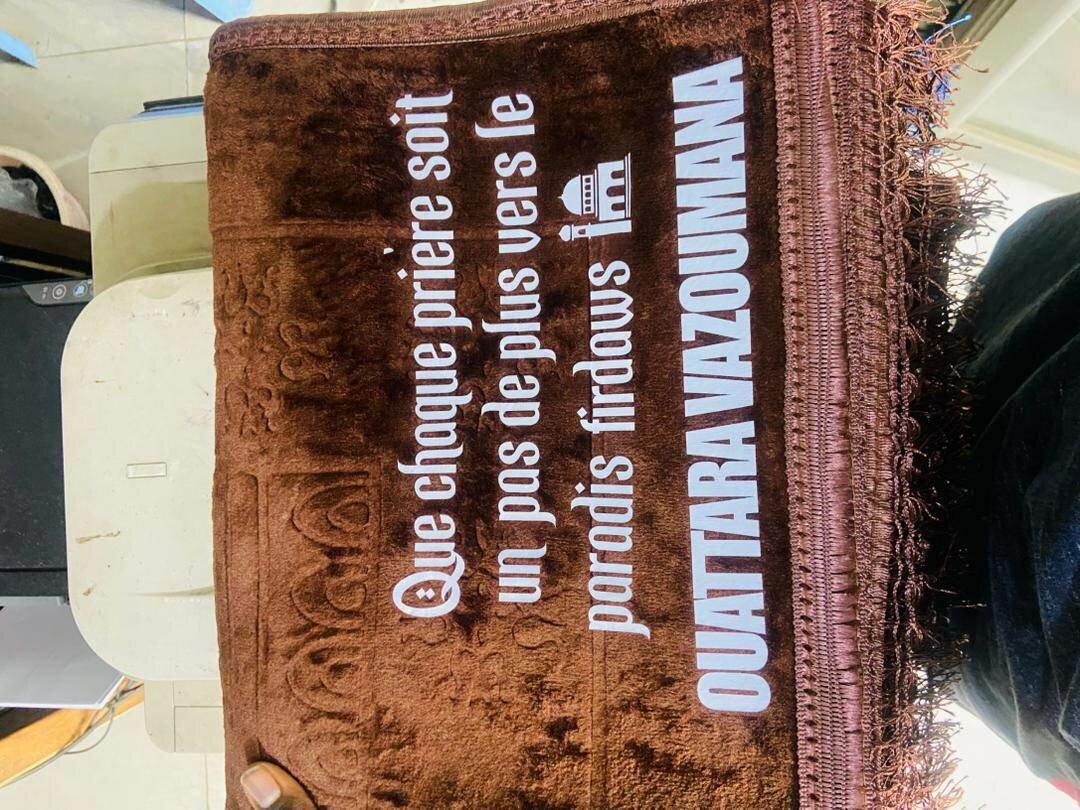 Que chaque prière soit
un pas de plus vers le
paradis firdaws
OUATTARA VAZOUMANA